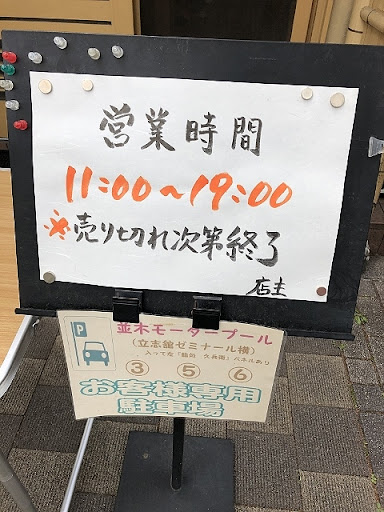 営業時間
11:00~19:00
※売り切れ次第終了
店主
P
並木モータープール
(立志館ゼミナール横)
③ ⑤ ⑥
お客様専用
駐車場